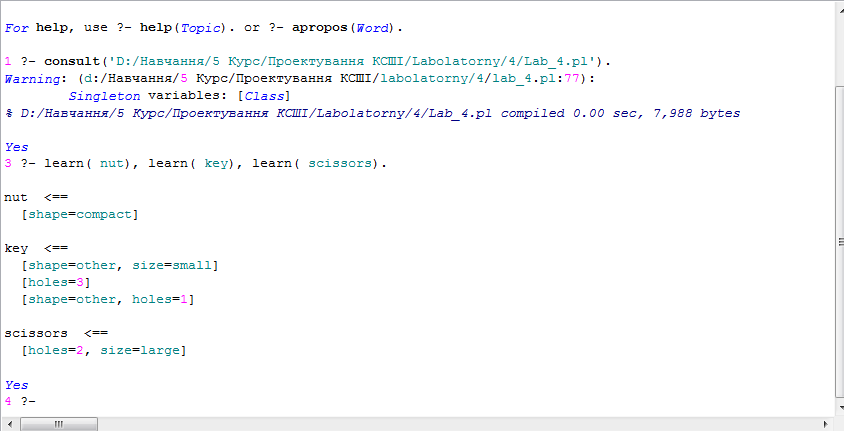 For help, use ?- help(Topic). or ?- apropos(Word).
1 ?- consult('D:/Навчання/5 Курс/Проектування КСШІ/Labolatorny/4/Lab_4.pl').
Warning: (d:/Навчання/5 Курс/Проектування КСШІ/labolatorny/4/lab_4.pl:77):
Singleton variables: [Class]
% D:/Навчання/5 Курс/Проектування КСШІ/Labolatorny/4/Lab_4.pl compiled 0.00 sec, 7,988 bytes
Yes
3 ?- learn( nut), learn( key), learn( scissors).
nut  <==
[shape=compact]
key  <==
[shape=other, size=small]
[holes=3]
[shape=other, holes=1]
scissors  <==
[holes=2, size=large]
Yes
4 ?-